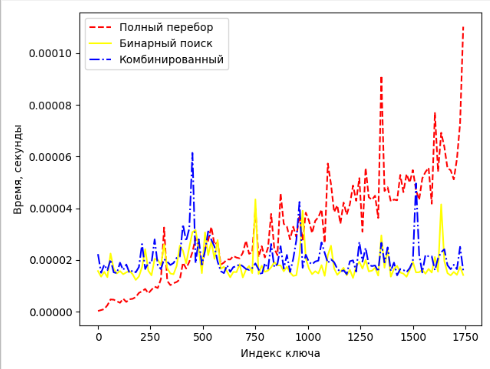 Полный перебор
Бинарный поиск
Комбинированный
0.00010
0.00008
0.00006
0.00004
0.00002
0.00000
Время, секунды
0 250 500 750 1000 1250 1500 1750
Индекс ключа